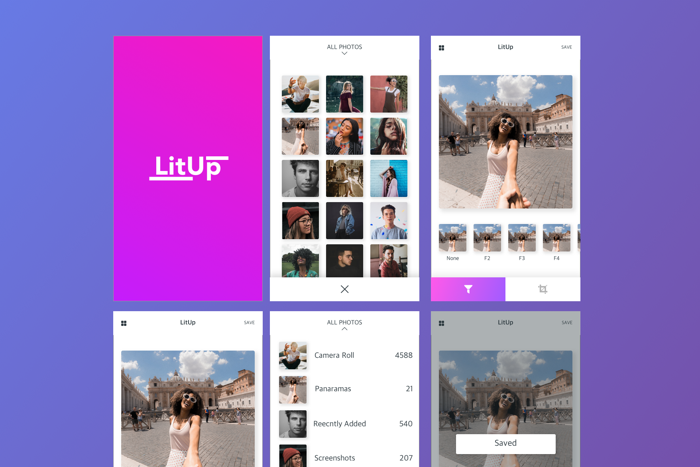 LitUp
ALL PHOTOS
LitUp
SAVE
None
F2
F3
F4
LitUp
SAVE
ALL PHOTOS
Camera Roll 4588
Panaramas 21
Reecntly Added 540
Screenshots 207
LitUp
SAVE
Saved